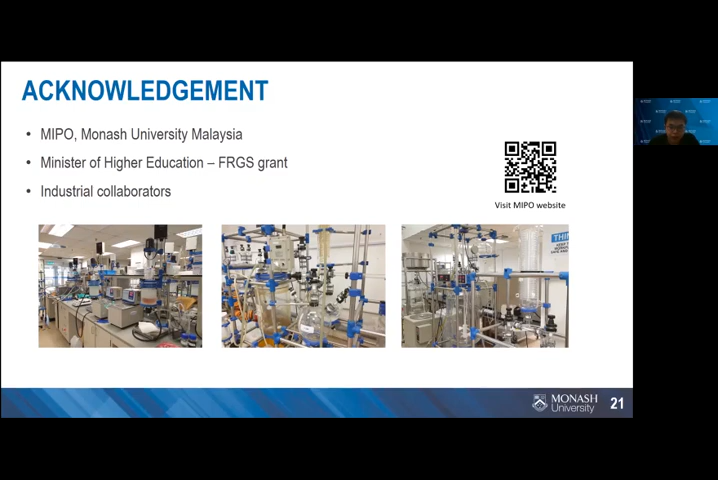 ACKNOWLEDGEMENT
• MIPO, Monash University Malaysia
• Minister of Higher Education – FRGS grant
• Industrial collaborators
Visit MIPO website
THIN
MONASH
University
21